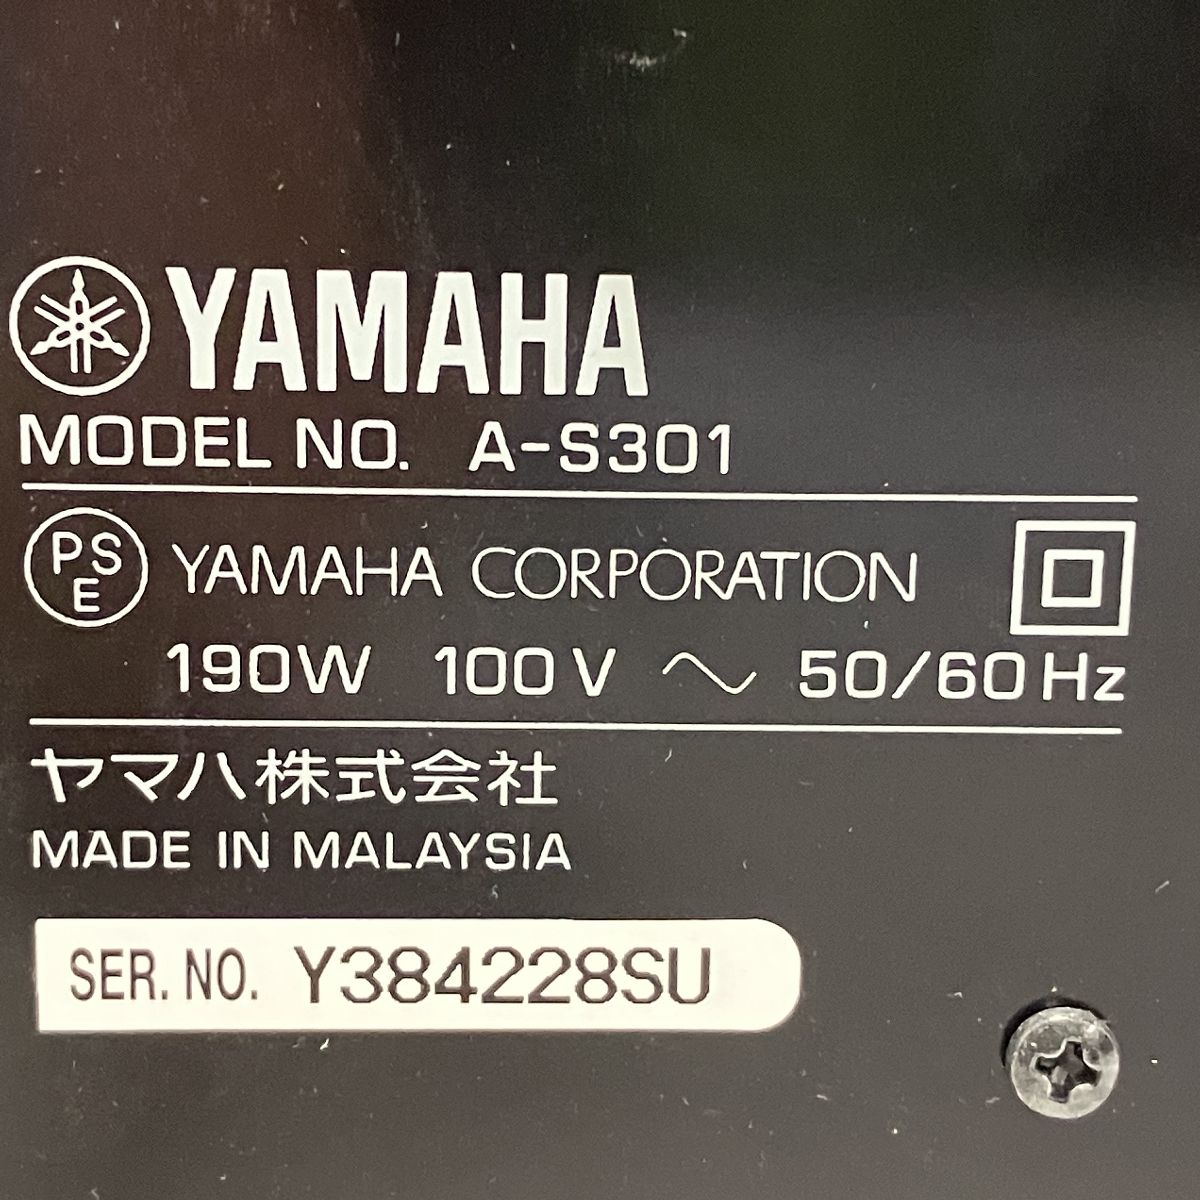 YAMAHA
MODEL NO. A-S301
PSE YAMAHA CORPORATION
190W 100V ~ 50/60Hz
ヤマハ株式会社
MADE IN MALAYSIA
SER. NO. Y384228SU